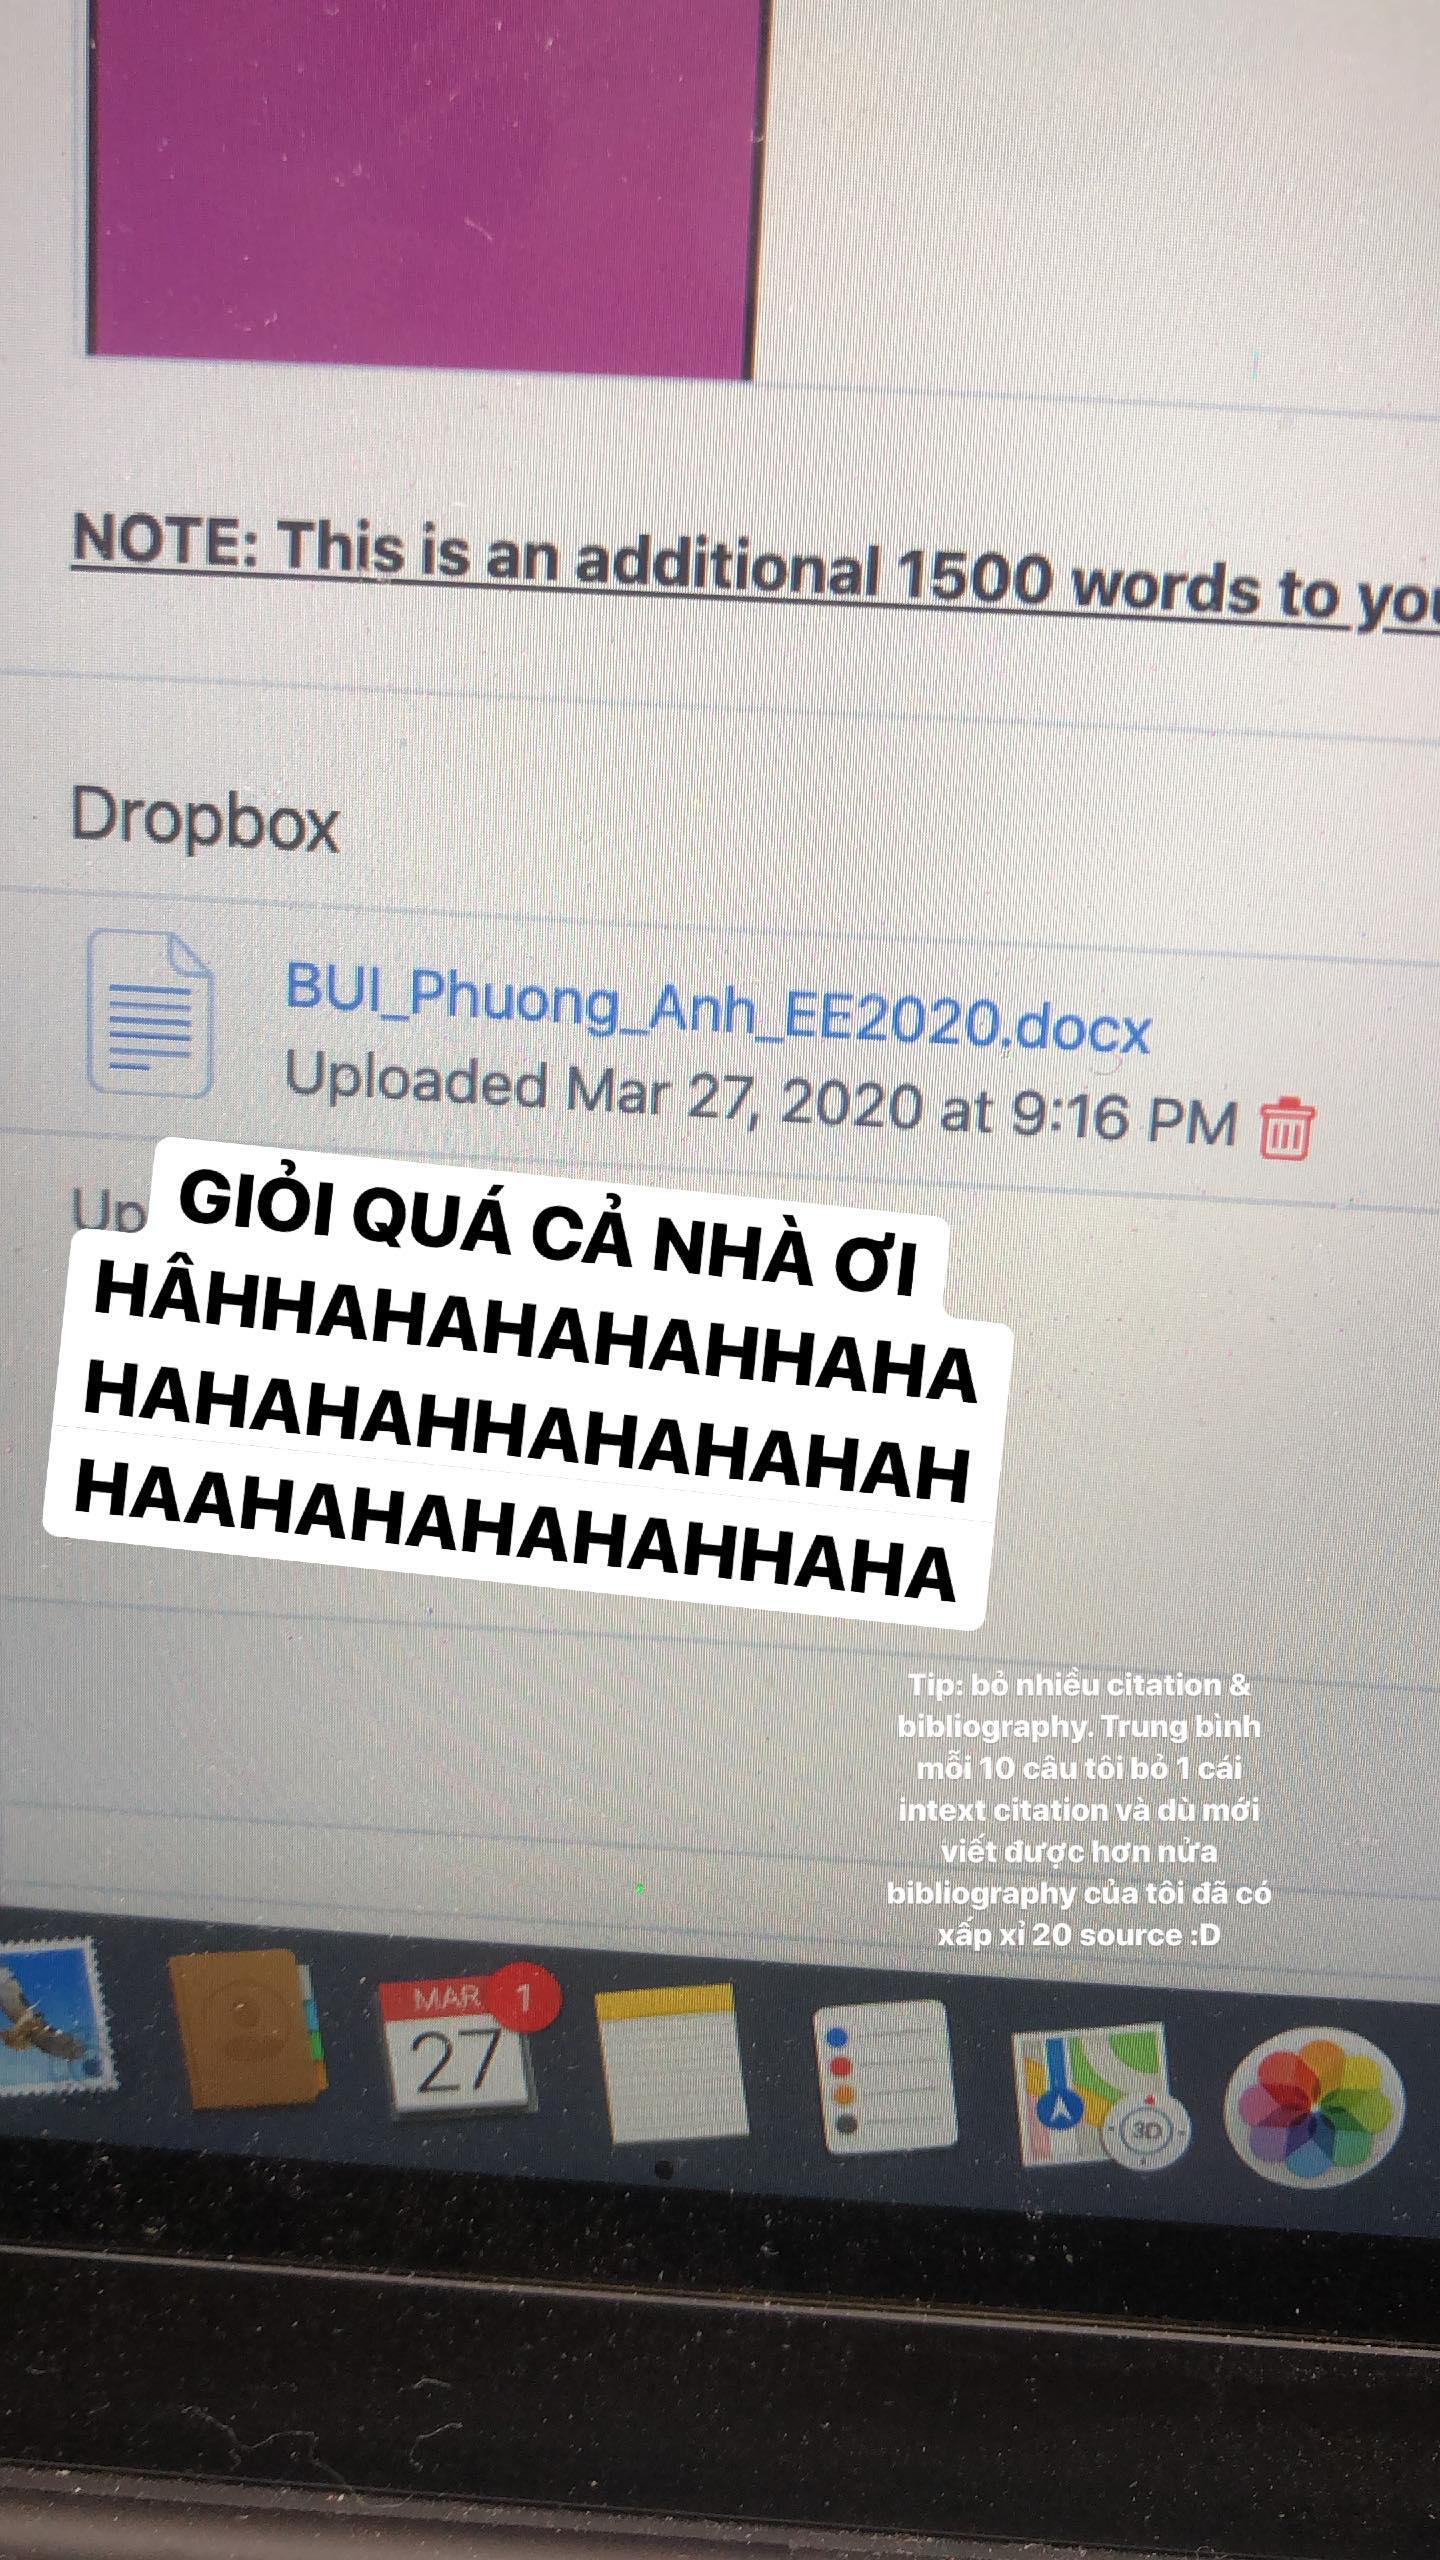 NOTE: This is an additional 1500 words to you
Dropbox
BUI_Phuong_Anh_EE2020.docx
Uploaded Mar 27, 2020 at 9:16 PM
Up
GIỎI QUÁ CẢ NHÀ ƠI
HÂHHAHAHAHAHHAHA
HAHAHAHHAHAHAHAH
HAAHAHAHAHAHHAHA
Tip: bỏ nhiều citation &
bibliography. Trung bình
mỗi 10 câu tôi bỏ 1 cái
intext citation và dù mới
viết được hơn nửa
bibliography của tôi đã có
xấp xỉ 20 source :D
MAR 1
27
3D